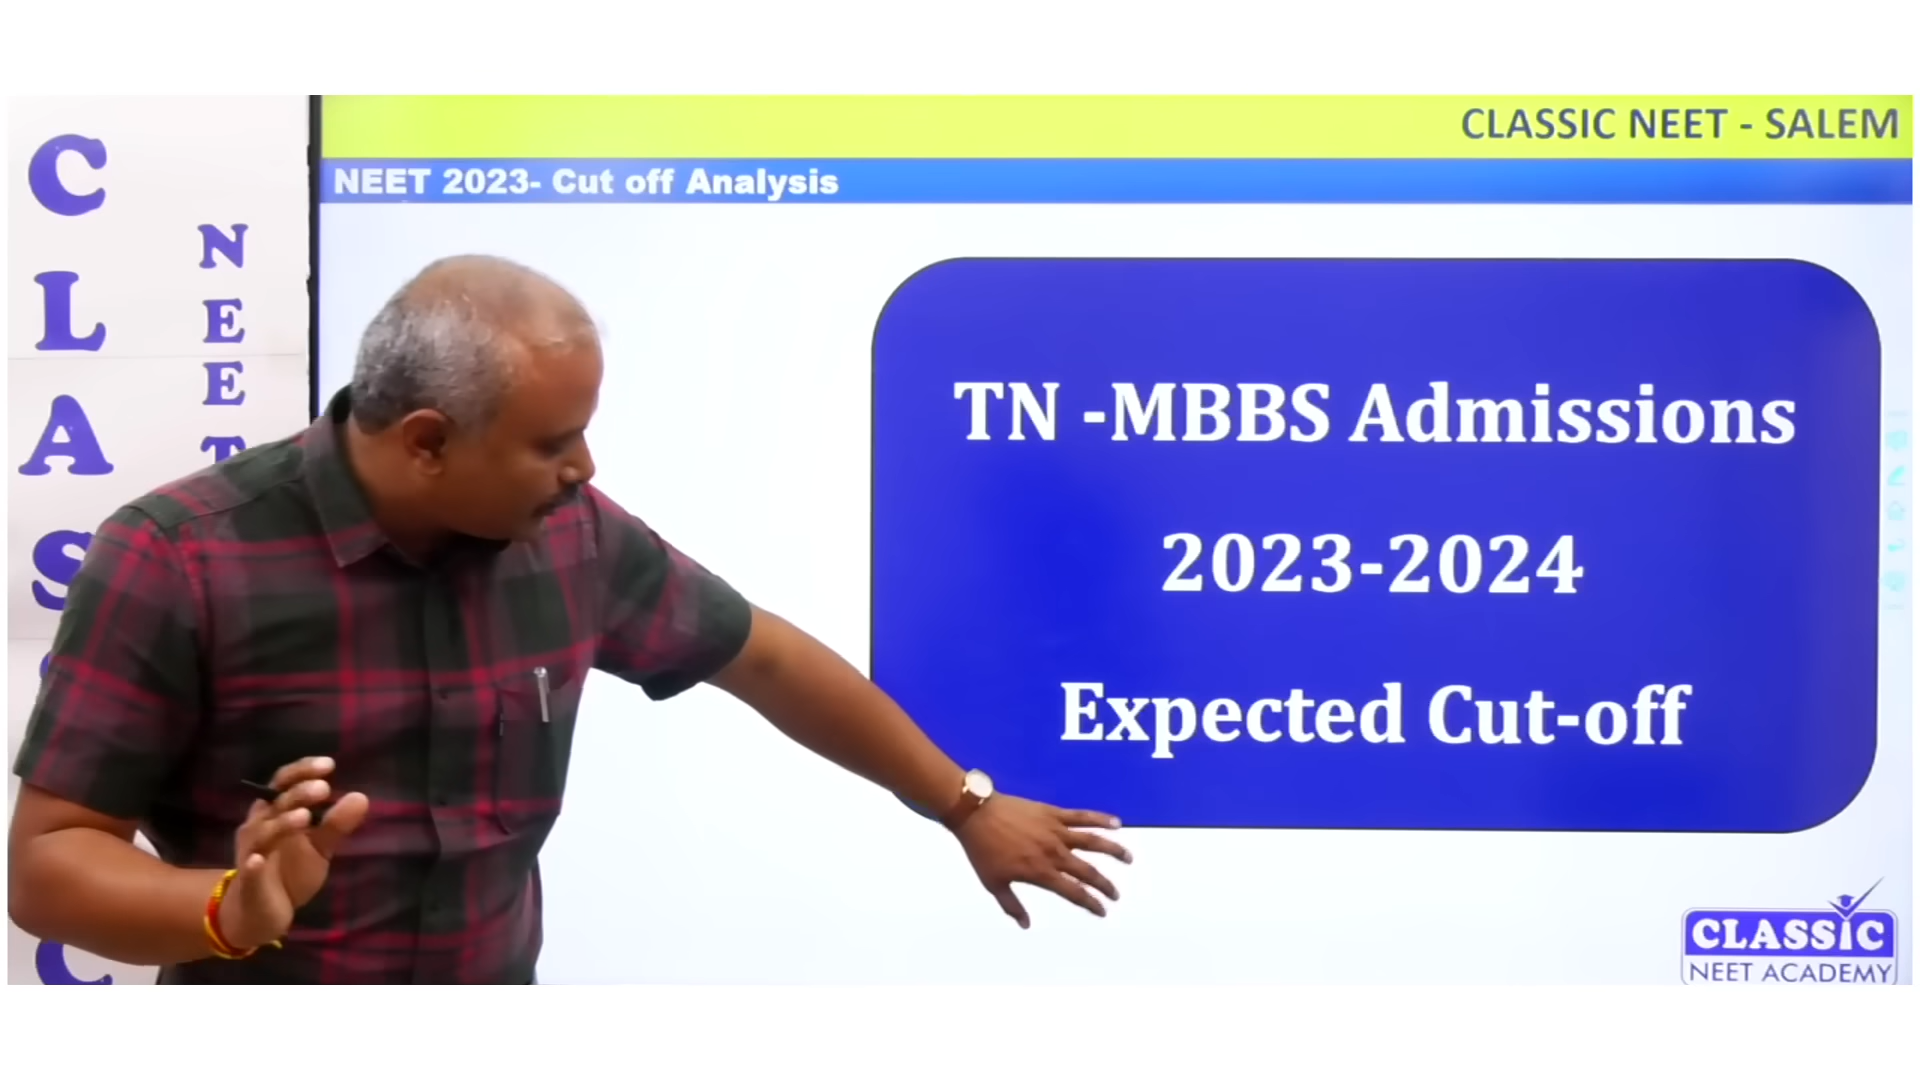 CLASSIC NEET - SALEM
NEET 2023- Cut off Analysis
C
L
A
S
C
N
E
E
T
TN -MBBS Admissions
2023-2024
Expected Cut-off
CLASSIC
NEET ACADEMY